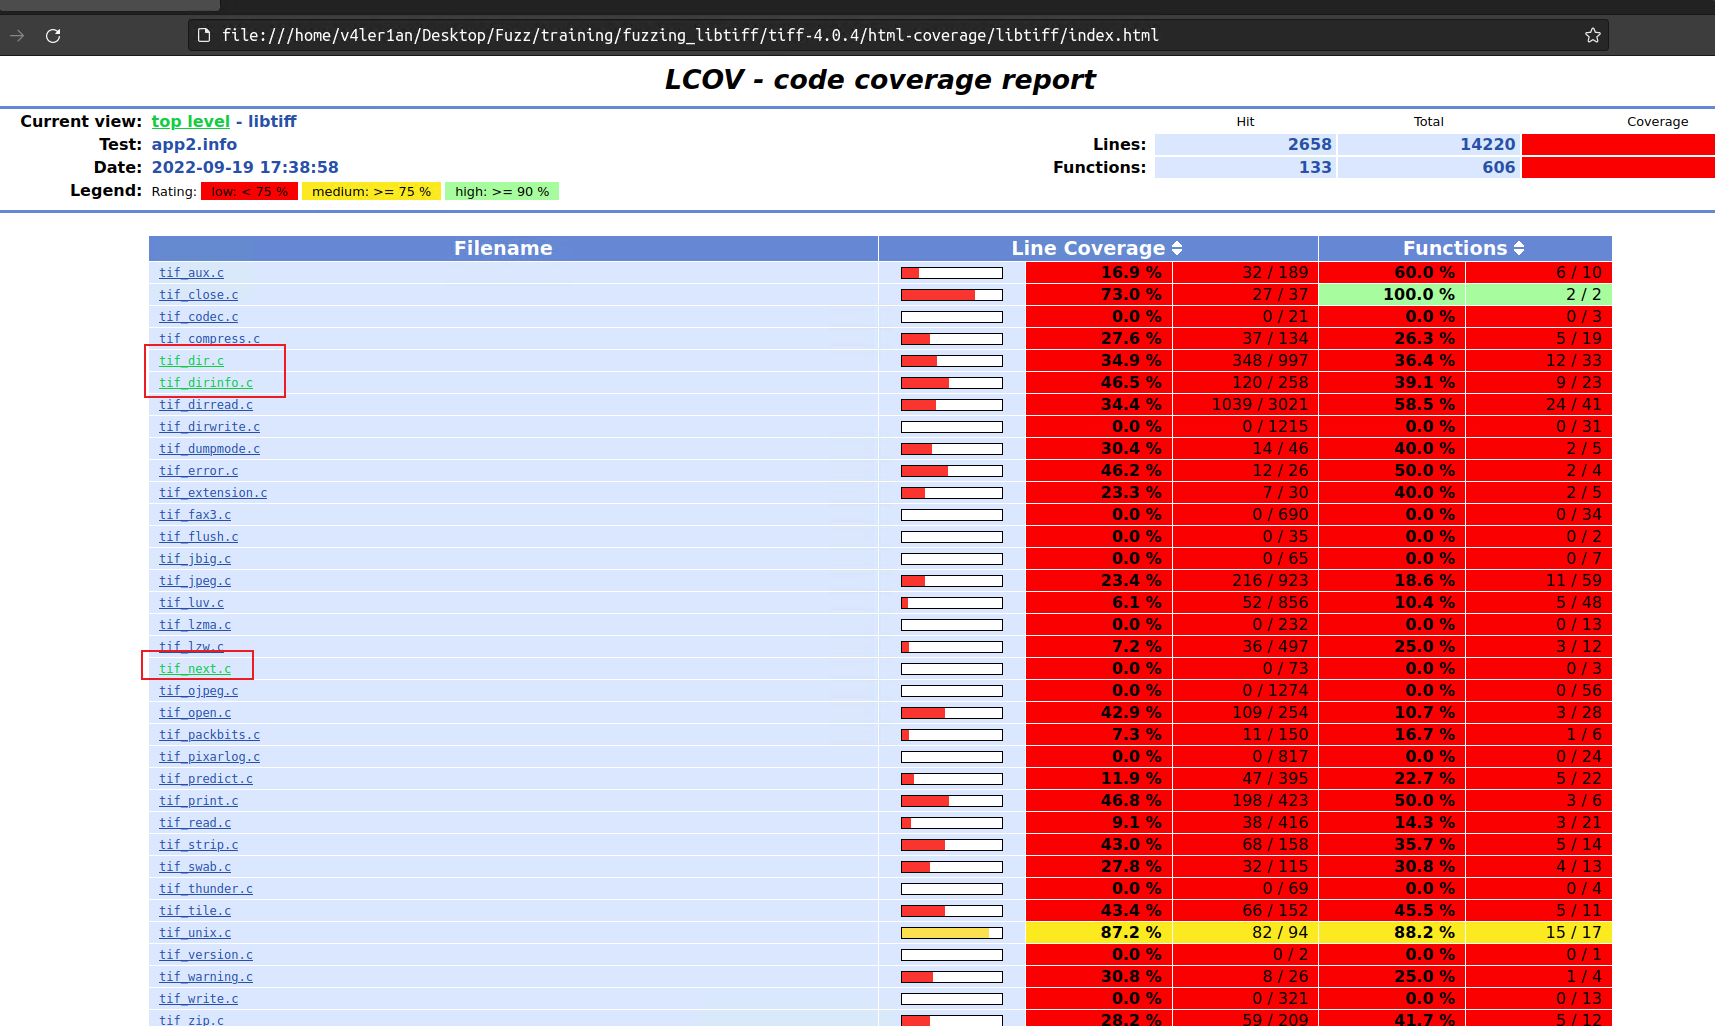 file:///home/v4ler1an/Desktop/Fuzz/training/fuzzing_libtiff/tiff-4.0.4/html-coverage/libtiff/index.html
LCOV - code coverage report
Current view: top level - libtiff Hit Total Coverage
Test: app2.info Lines: 2658 14220
Date: 2022-09-19 17:38:58 Functions: 133 606
Legend: Rating: low: < 75 % medium: >= 75 % high: >= 90 %
Filename Line Coverage Functions
tif_aux.c 16.9 % 32 / 189 60.0 % 6 / 10
tif_close.c 73.0 % 27 / 37 100.0 % 2 / 2
tif_codec.c 0.0 % 0 / 21 0.0 % 0 / 3
tif_compress.c 27.6 % 37 / 134 26.3 % 5 / 19
tif_dir.c 34.9 % 348 / 997 36.4 % 12 / 33
tif_dirinfo.c 46.5 % 120 / 258 39.1 % 9 / 23
tif_dirread.c 34.4 % 1039 / 3021 58.5 % 24 / 41
tif_dirwrite.c 0.0 % 0 / 1215 0.0 % 0 / 31
tif_dumpmode.c 30.4 % 14 / 46 40.0 % 2 / 5
tif_error.c 46.2 % 12 / 26 50.0 % 2 / 4
tif_extension.c 23.3 % 7 / 30 40.0 % 2 / 5
tif_fax3.c 0.0 % 0 / 690 0.0 % 0 / 34
tif_flush.c 0.0 % 0 / 35 0.0 % 0 / 2
tif_jbig.c 0.0 % 0 / 65 0.0 % 0 / 7
tif_jpeg.c 23.4 % 216 / 923 18.6 % 11 / 59
tif_luv.c 6.1 % 52 / 856 10.4 % 5 / 48
tif_lzma.c 0.0 % 0 / 232 0.0 % 0 / 13
tif_lzw.c 7.2 % 36 / 497 25.0 % 3 / 12
tif_next.c 0.0 % 0 / 73 0.0 % 0 / 3
tif_ojpeg.c 0.0 % 0 / 1274 0.0 % 0 / 56
tif_open.c 42.9 % 109 / 254 10.7 % 3 / 28
tif_packbits.c 7.3 % 11 / 150 16.7 % 1 / 6
tif_pixarlog.c 0.0 % 0 / 817 0.0 % 0 / 24
tif_predict.c 11.9 % 47 / 395 22.7 % 5 / 22
tif_print.c 46.8 % 198 / 423 50.0 % 3 / 6
tif_read.c 9.1 % 38 / 416 14.3 % 3 / 21
tif_strip.c 43.0 % 68 / 158 35.7 % 5 / 14
tif_swab.c 27.8 % 32 / 115 30.8 % 4 / 13
tif_thunder.c 0.0 % 0 / 69 0.0 % 0 / 4
tif_tile.c 43.4 % 66 / 152 45.5 % 5 / 11
tif_unix.c 87.2 % 82 / 94 88.2 % 15 / 17
tif_version.c 0.0 % 0 / 2 0.0 % 0 / 1
tif_warning.c 30.8 % 8 / 26 25.0 % 1 / 4
tif_write.c 0.0 % 0 / 321 0.0 % 0 / 13
tif_zip.c 28.2 % 59 / 209 41.7 % 5 / 12